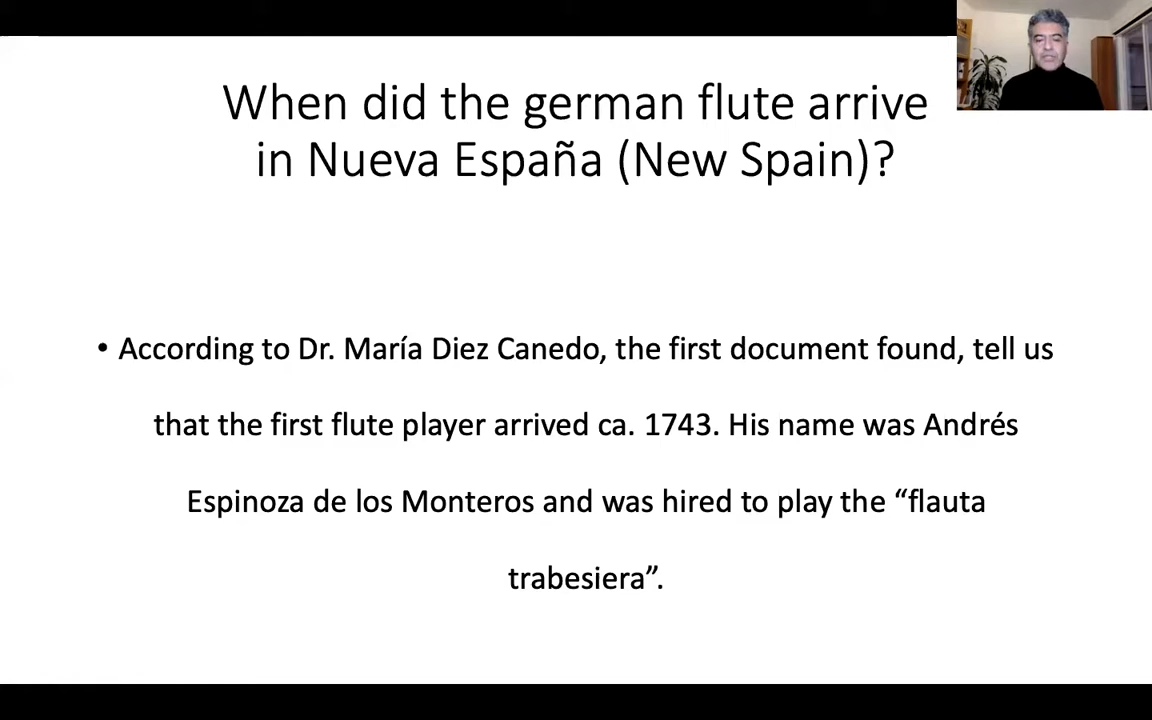 When did the german flute arrive
in Nueva España (New Spain)?
• According to Dr. María Diez Canedo, the first document found, tell us
that the first flute player arrived ca. 1743. His name was Andrés
Espinoza de los Monteros and was hired to play the “flauta
trabesiera”.